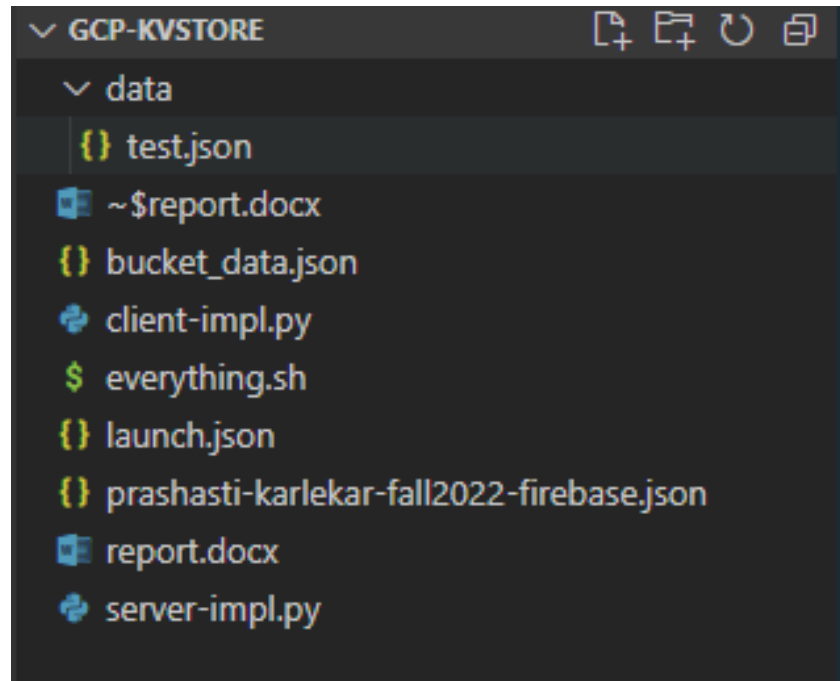 GCP-KVSTORE
data
{} test.json
~$report.docx
{} bucket_data.json
client-impl.py
$ everything.sh
{} launch.json
{} prashasti-karlekar-fall2022-firebase.json
report.docx
server-impl.py